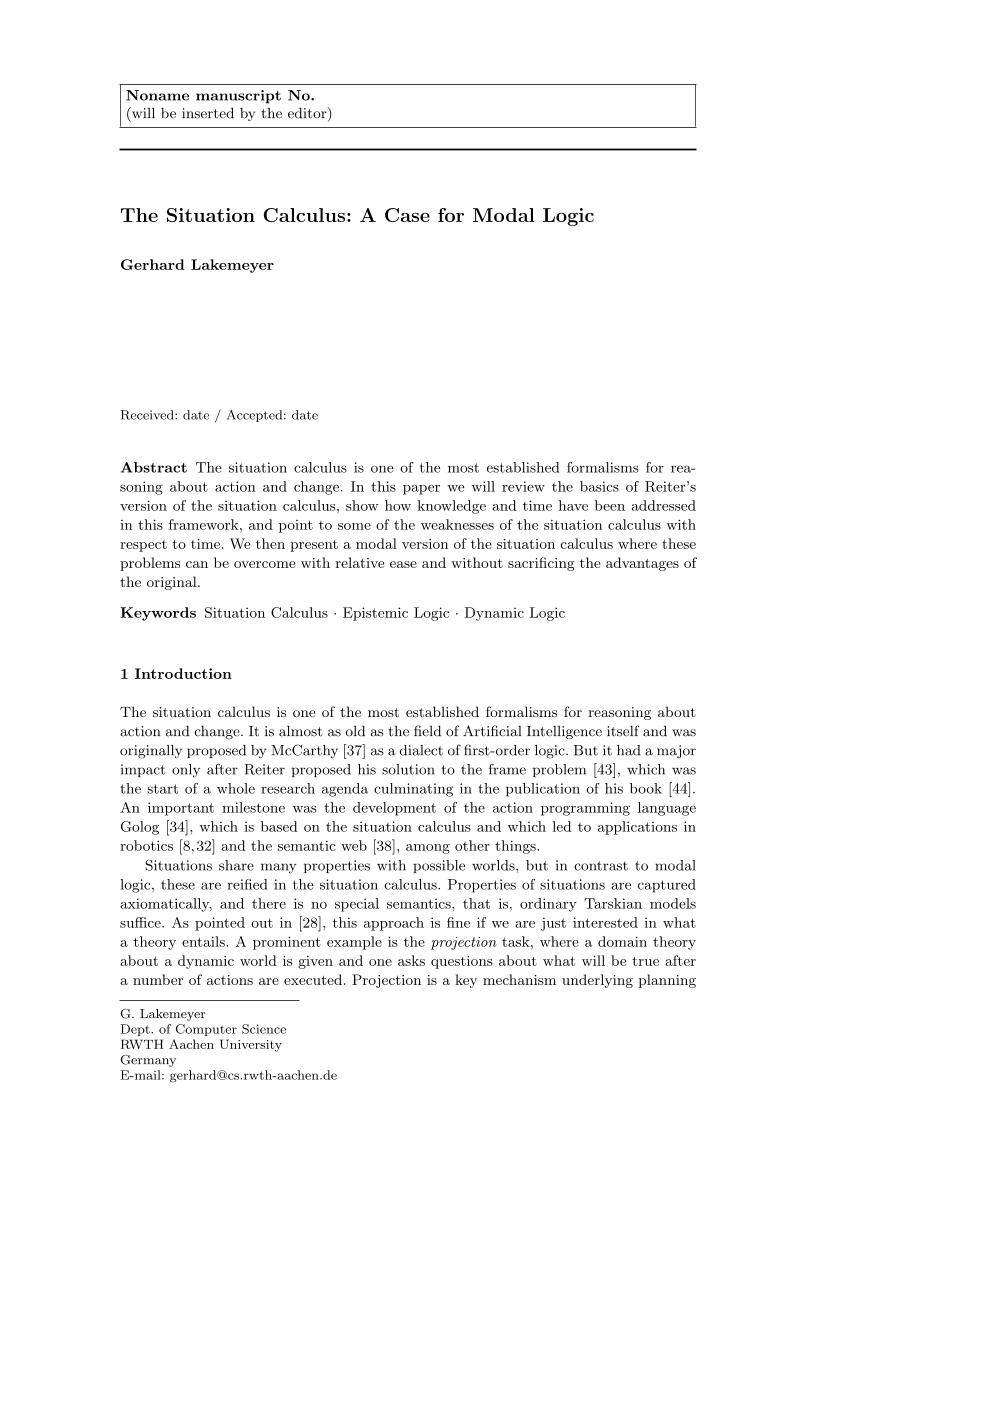 Noname manuscript No.
(will be inserted by the editor)
The Situation Calculus: A Case for Modal Logic
Gerhard Lakemeyer
Received: date / Accepted: date
Abstract The situation calculus is one of the most established formalisms for rea-
soning about action and change. In this paper we will review the basics of Reiter's
version of the situation calculus, show how knowledge and time have been addressed
in this framework, and point to some of the weaknesses of the situation calculus with
respect to time. We then present a modal version of the situation calculus where these
problems can be overcome with relative ease and without sacrificing the advantages of
the original.
Keywords Situation Calculus · Epistemic Logic · Dynamic Logic
1 Introduction
The situation calculus is one of the most established formalisms for reasoning about
action and change. It is almost as old as the field of Artificial Intelligence itself and was
originally proposed by McCarthy [37] as a dialect of first-order logic. But it had a major
impact only after Reiter proposed his solution to the frame problem [43], which was
the start of a whole research agenda culminating in the publication of his book [44].
An important milestone was the development of the action programming language
Golog [34], which is based on the situation calculus and which led to applications in
robotics [8,32] and the semantic web [38], among other things.
Situations share many properties with possible worlds, but in contrast to modal
logic, these are reified in the situation calculus. Properties of situations are captured
axiomatically, and there is no special semantics, that is, ordinary Tarskian models
suffice. As pointed out in [28], this approach is fine if we are just interested in what
a theory entails. A prominent example is the projection task, where a domain theory
about a dynamic world is given and one asks questions about what will be true after
a number of actions are executed. Projection is a key mechanism underlying planning
G. Lakemeyer
Dept. of Computer Science
RWTH Aachen University
Germany
E-mail: gerhard@cs.rwth-aachen.de